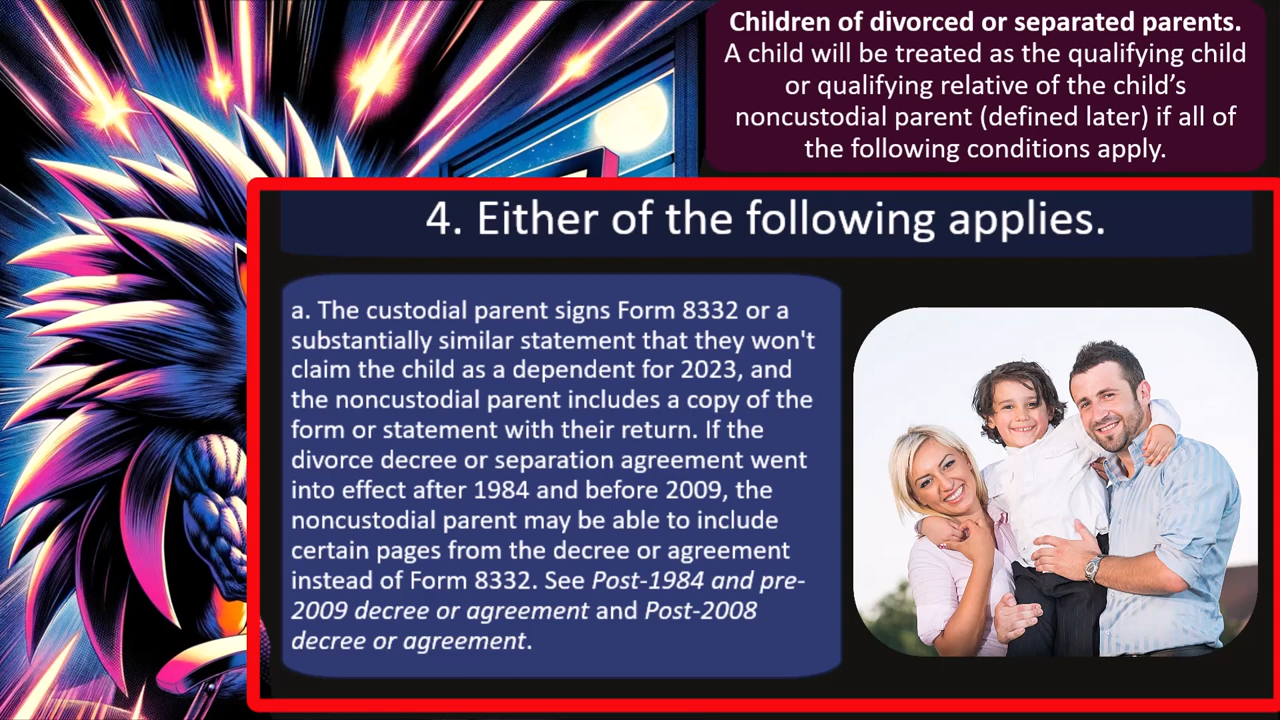 Children of divorced or separated parents.
A child will be treated as the qualifying child
or qualifying relative of the child’s
noncustodial parent (defined later) if all of
the following conditions apply.
4. Either of the following applies.
a. The custodial parent signs Form 8332 or a
substantially similar statement that they won't
claim the child as a dependent for 2023, and
the noncustodial parent includes a copy of the
form or statement with their return. If the
divorce decree or separation agreement went
into effect after 1984 and before 2009, the
noncustodial parent may be able to include
certain pages from the decree or agreement
instead of Form 8332. See Post-1984 and pre-
2009 decree or agreement and Post-2008
decree or agreement.